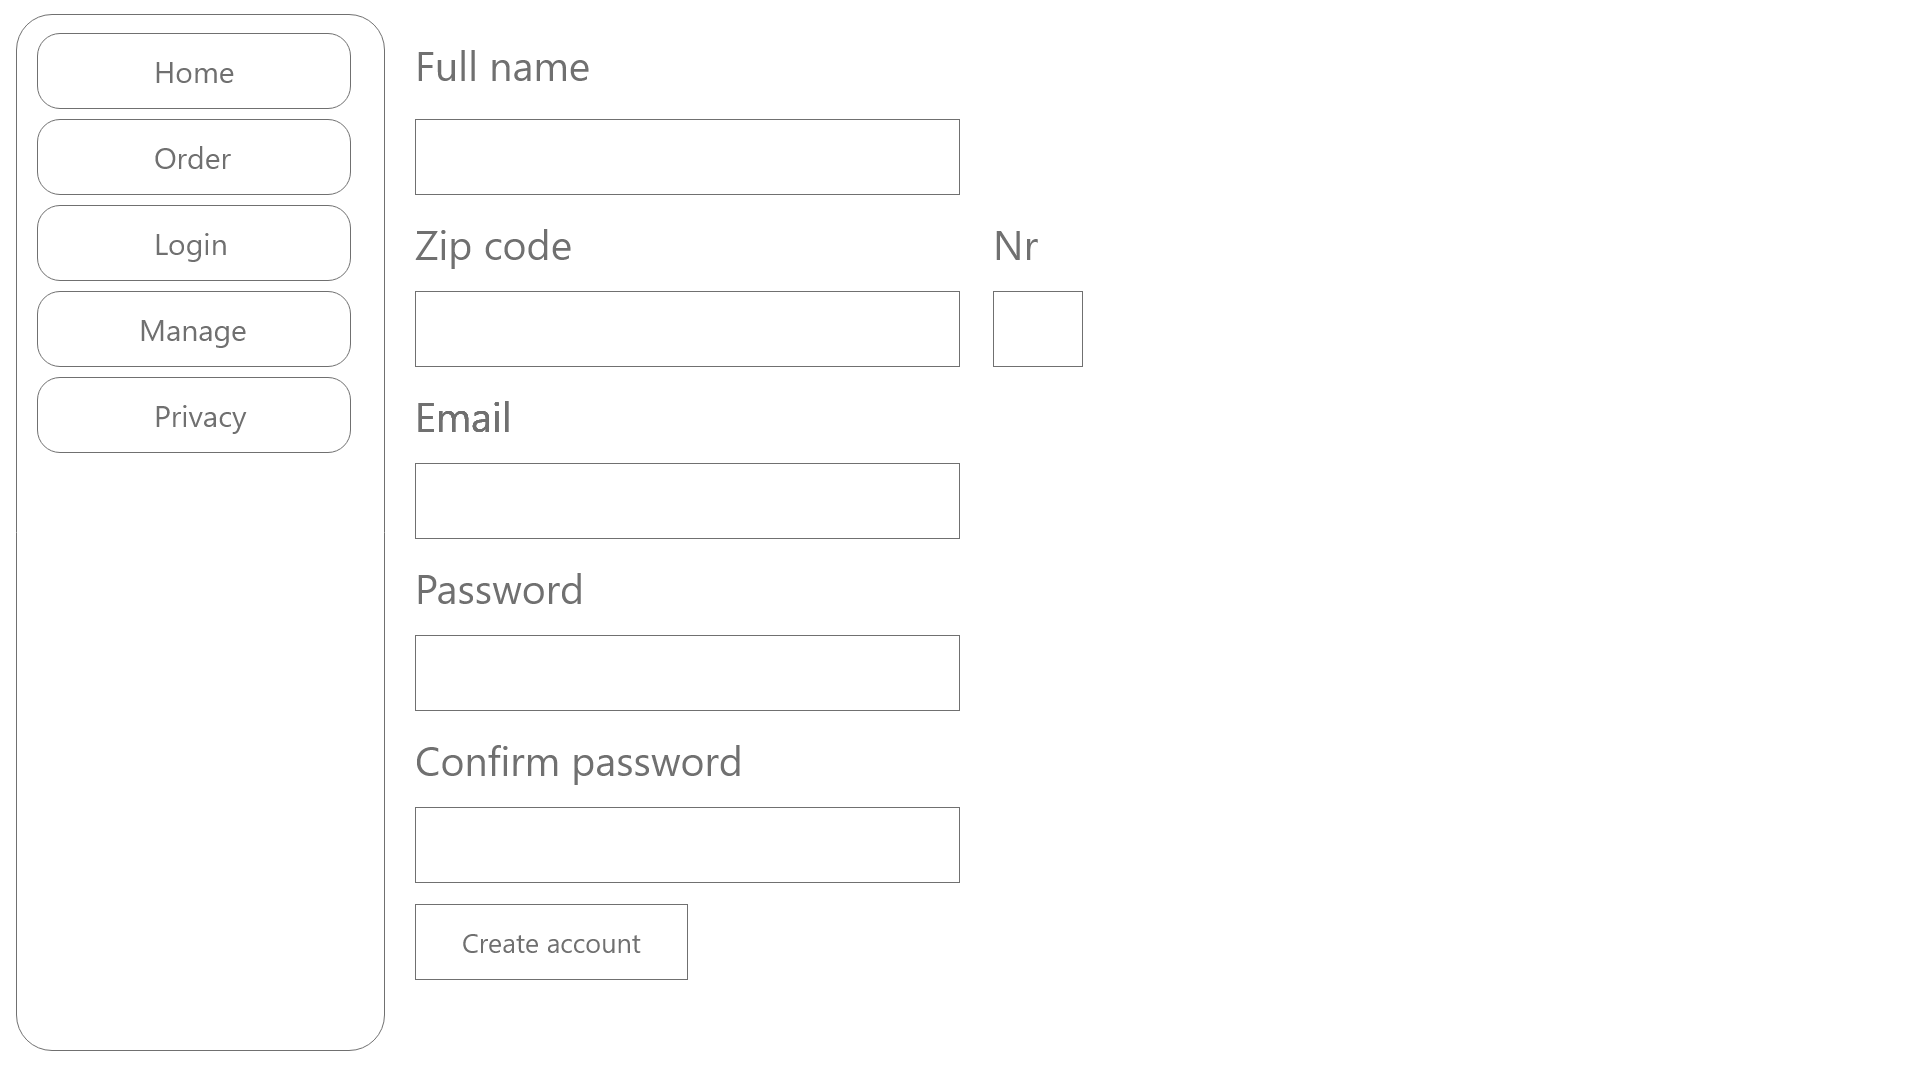 Home
Order
Login
Manage
Privacy
Full name
Zip code
Nr
Email
Password
Confirm password
Create account